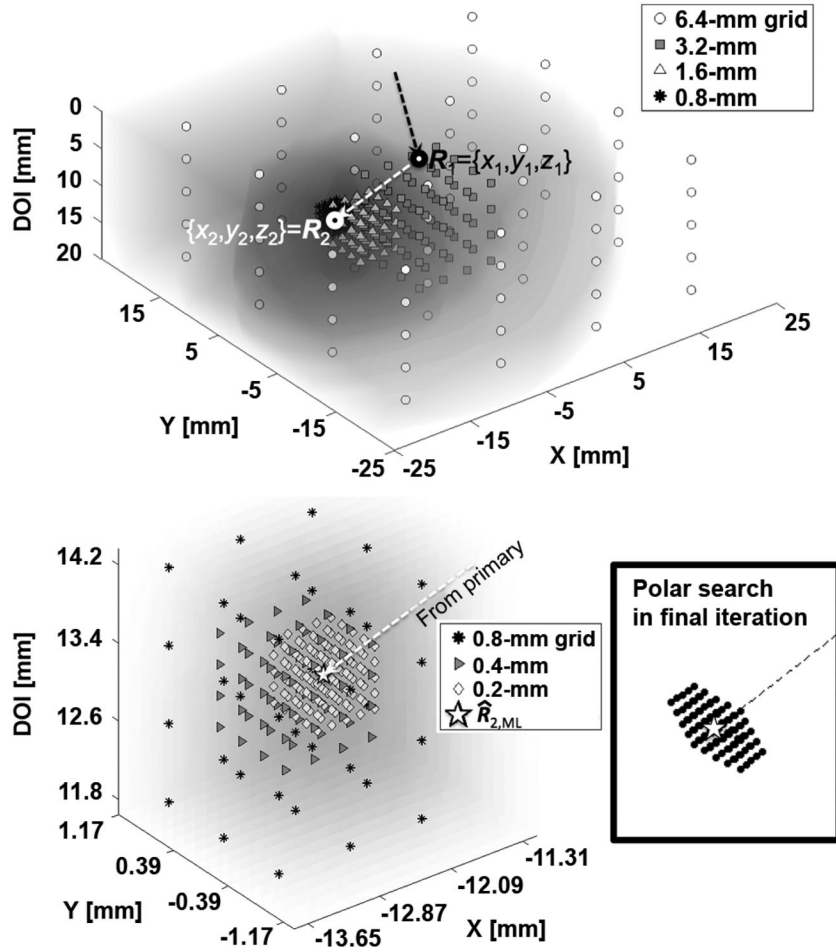 6.4-mm grid
3.2-mm
1.6-mm
0.8-mm
DOI [mm]
0
5
10
15
20
R₁={x₁,y₁,z₁}
{x₂,y₂,z₂}=R₂
15
5
-5
-15
-25
Y [mm]
-25
-15
-5
5
15
25
X [mm]
14.2
13.4
12.6
11.8
DOI [mm]
From primary
0.8-mm grid
0.4-mm
0.2-mm
R̂₂,ML
1.17
0.39
-0.39
-1.17
Y [mm]
-13.65
-12.87
-12.09
-11.31
X [mm]
Polar search
in final iteration